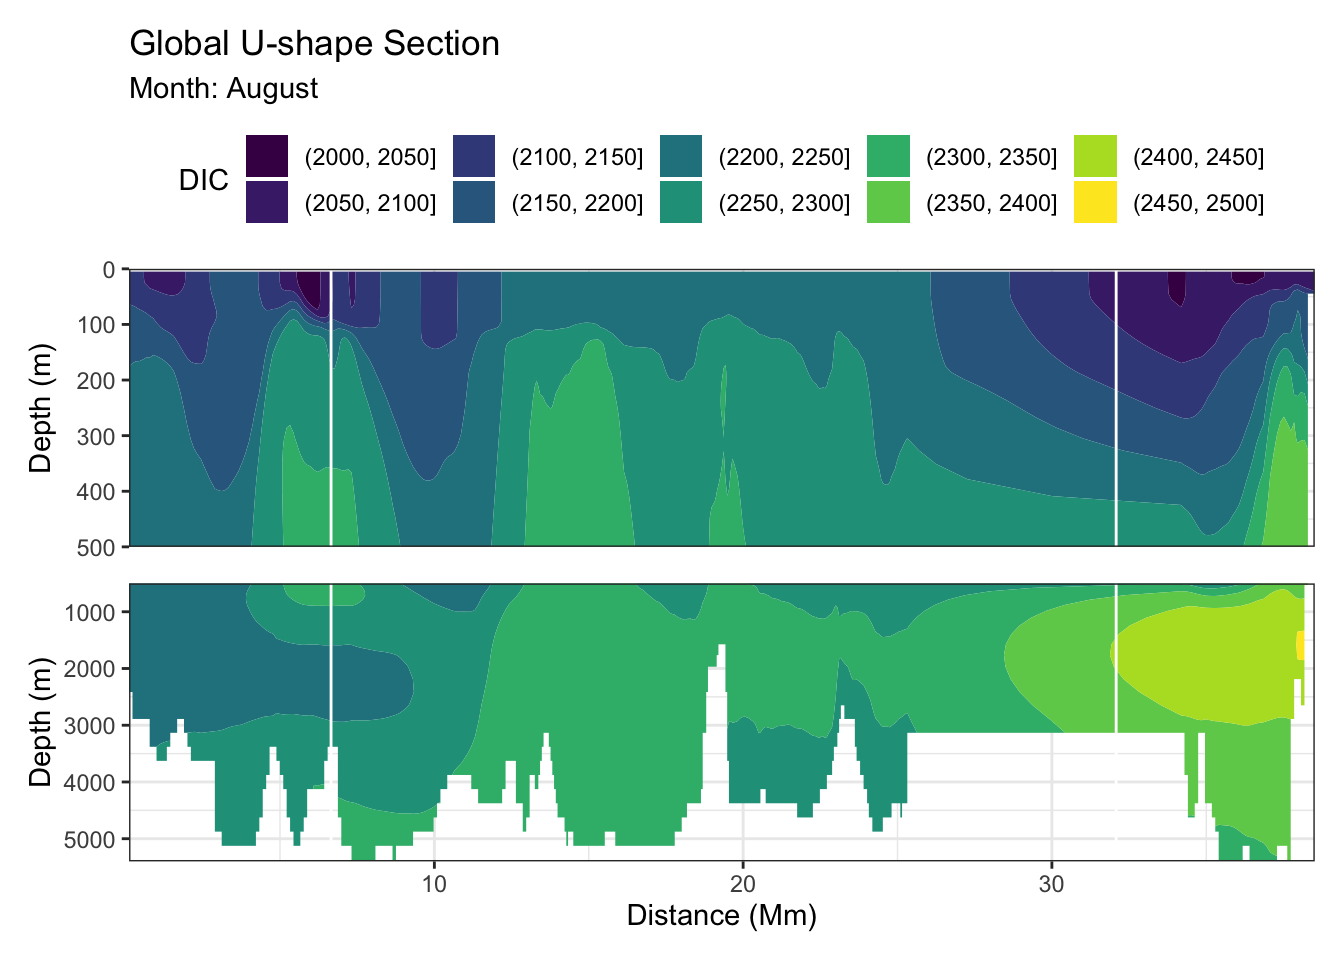 Global U-shape Section
Month: August
DIC
(2000, 2050] (2100, 2150] (2200, 2250] (2300, 2350] (2400, 2450]
(2050, 2100] (2150, 2200] (2250, 2300] (2350, 2400] (2450, 2500]
Depth (m)
0
100
200
300
400
500
Depth (m)
1000
2000
3000
4000
5000
10 20 30
Distance (Mm)